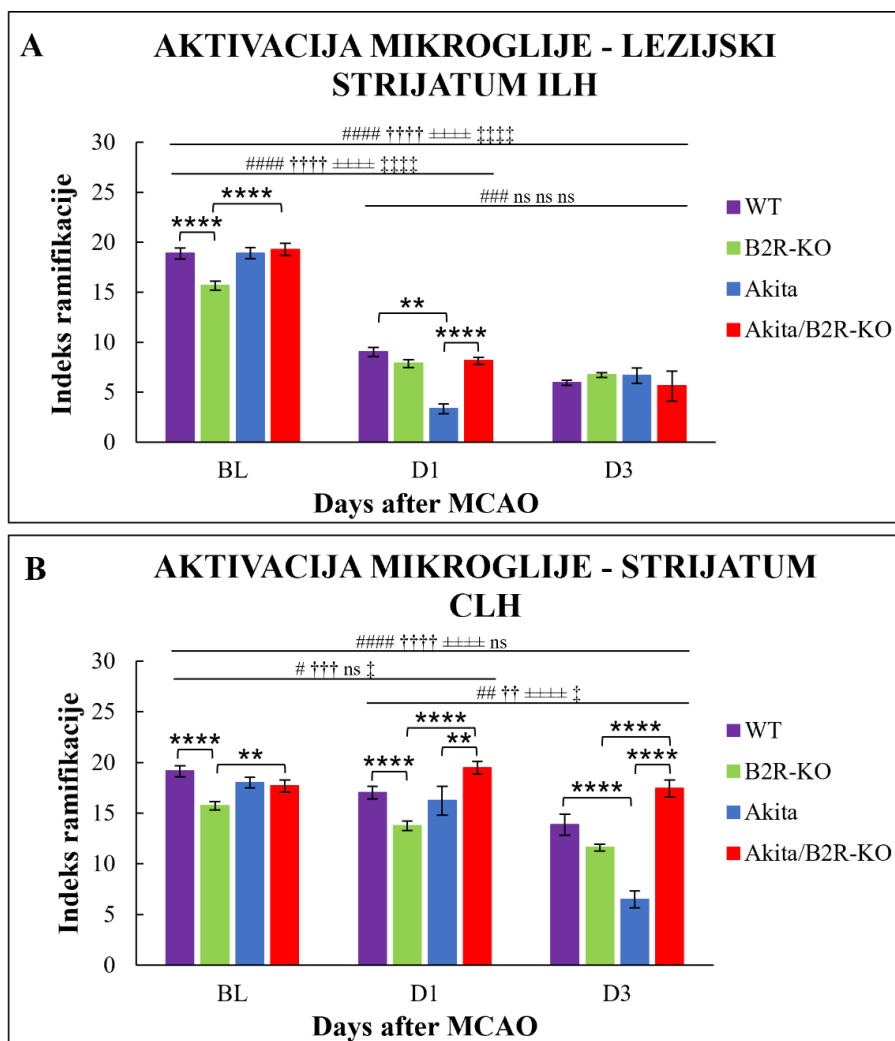 A
AKTIVACIJA MIKROGLIJE - LEZIJSKI
STRIJATUM ILH
#### †††† ±±±± ‡‡‡‡
#### †††† ±±±± ‡‡‡‡
### ns ns ns
30
25
20
15
10
5
0
Indeks ramifikacije
**** ****
** ****
BL D1 D3
Days after MCAO
WT
B2R-KO
Akita
Akita/B2R-KO
B
AKTIVACIJA MIKROGLIJE - STRIJATUM
CLH
#### †††† ±±±± ns
# ††† ns ‡
## †† ±±±± ‡
30
25
20
15
10
5
0
Indeks ramifikacije
**** **
**** **** **
**** **** ****
BL D1 D3
Days after MCAO
WT
B2R-KO
Akita
Akita/B2R-KO